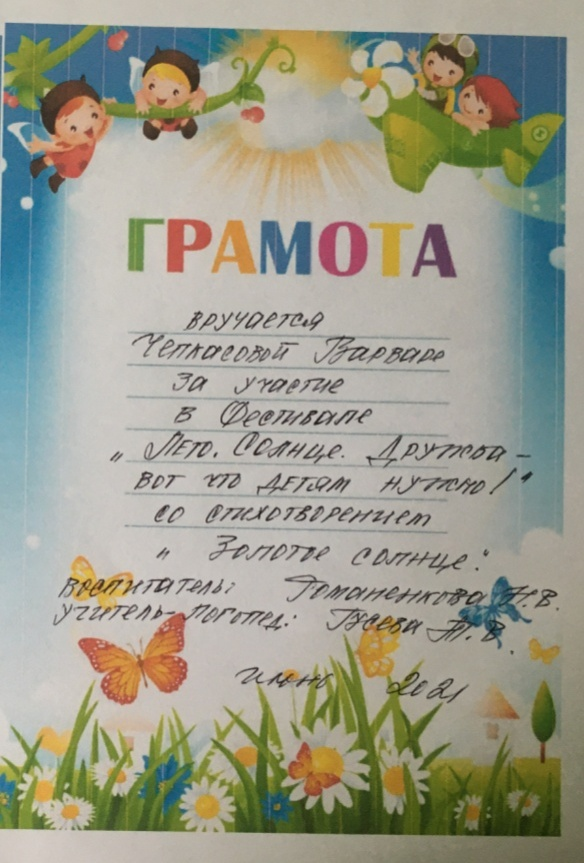 ГРАМОТА
вручается
Черкасовой Варваре
за участие
в Фестивале
„Лето. Солнце. Дружба –
вот что детям нужно!"
со стихотворением
„Золотое солнце."
воспитатель: Романенкова Н.В.
учитель-логопед: Гусева Т.В.
июнь 2021